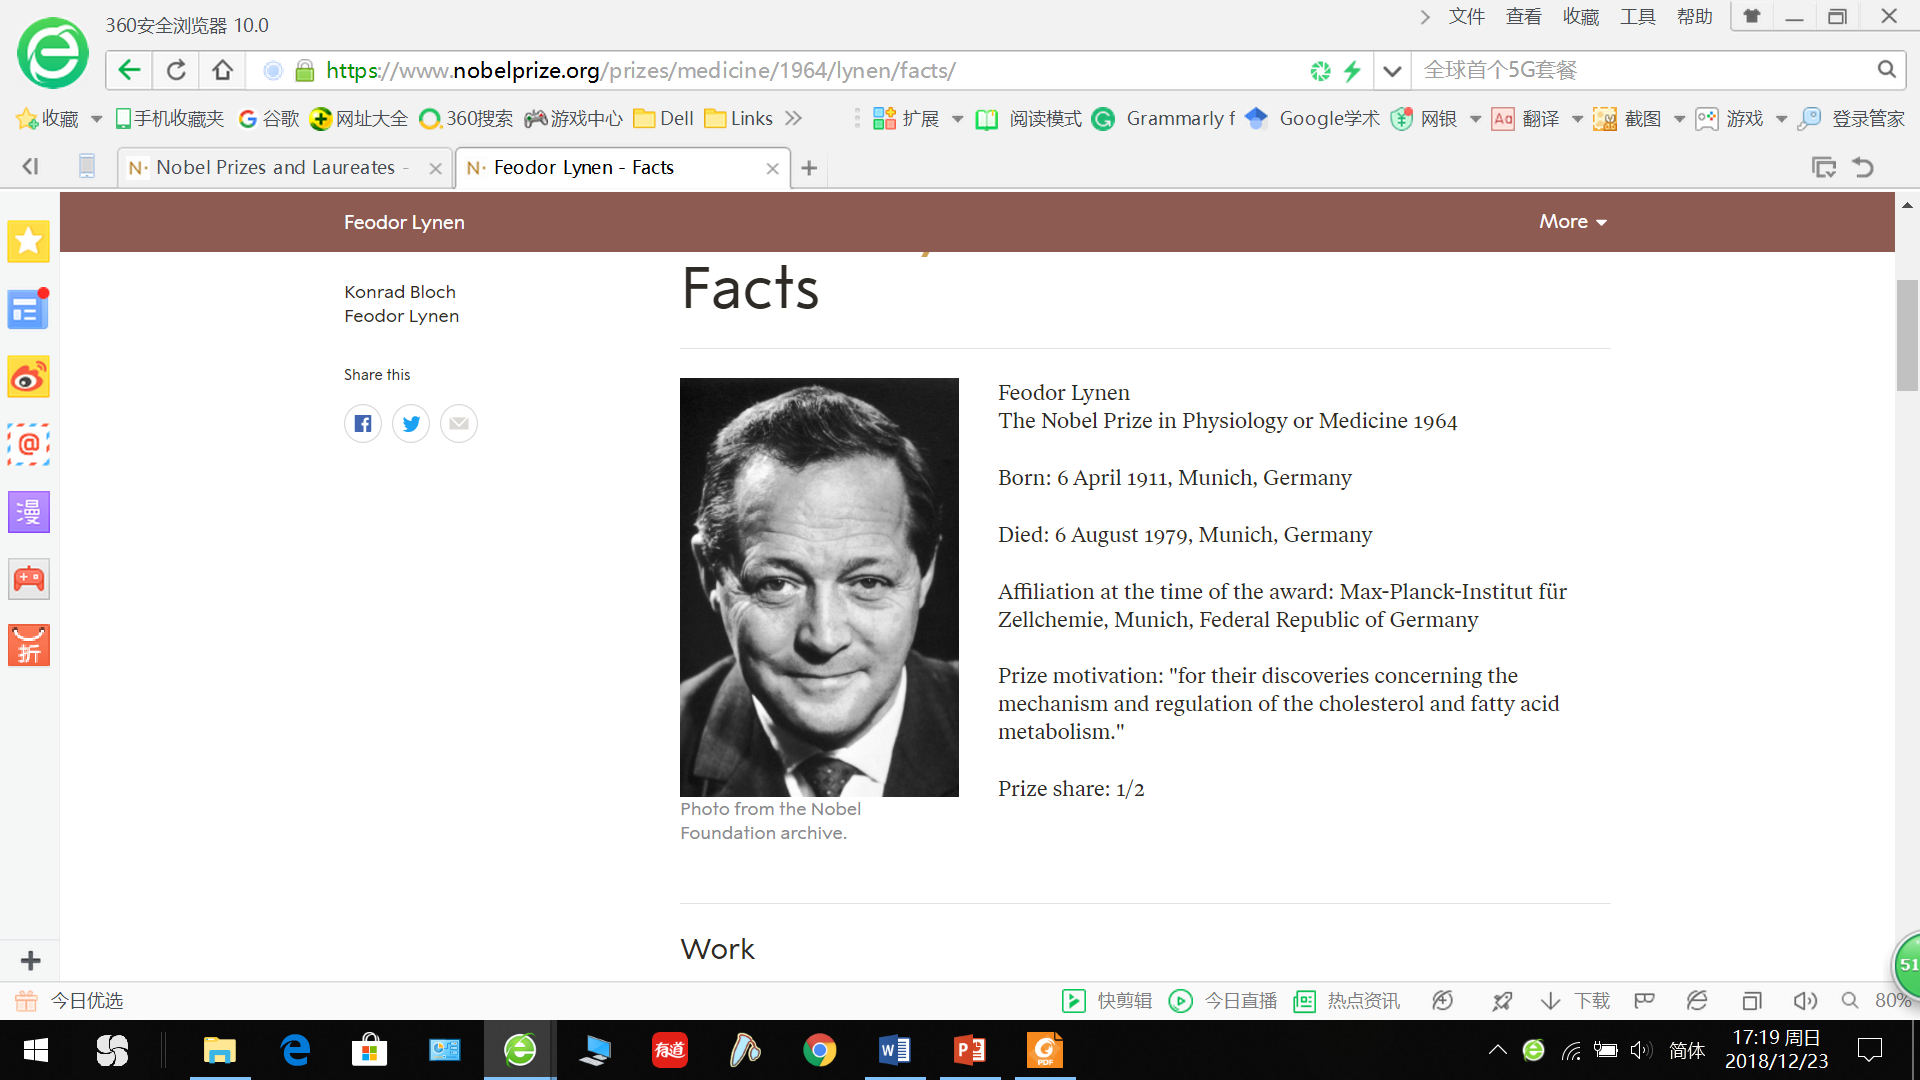 360安全浏览器 10.0
文件 查看 收藏 工具 帮助
https://www.nobelprize.org/prizes/medicine/1964/lynen/facts/
全球首个5G套餐
收藏 手机收藏夹 谷歌 网址大全 360搜索 游戏中心 Dell Links
扩展 阅读模式 Grammarly f Google学术 网银 Aa 翻译 截图 游戏 登录管家
N Nobel Prizes and Laureates -
N Feodor Lynen - Facts
Feodor Lynen
More
Konrad Bloch
Feodor Lynen
Share this
@
漫
折
Facts
Feodor Lynen
The Nobel Prize in Physiology or Medicine 1964
Born: 6 April 1911, Munich, Germany
Died: 6 August 1979, Munich, Germany
Affiliation at the time of the award: Max-Planck-Institut für
Zellchemie, Munich, Federal Republic of Germany
Prize motivation: "for their discoveries concerning the
mechanism and regulation of the cholesterol and fatty acid
metabolism."
Prize share: 1/2
Photo from the Nobel
Foundation archive.
Work
51
今日优选
快剪辑 今日直播 热点资讯 下载 80%
有道
W
P
PDF
简体
17:19 周日
2018/12/23